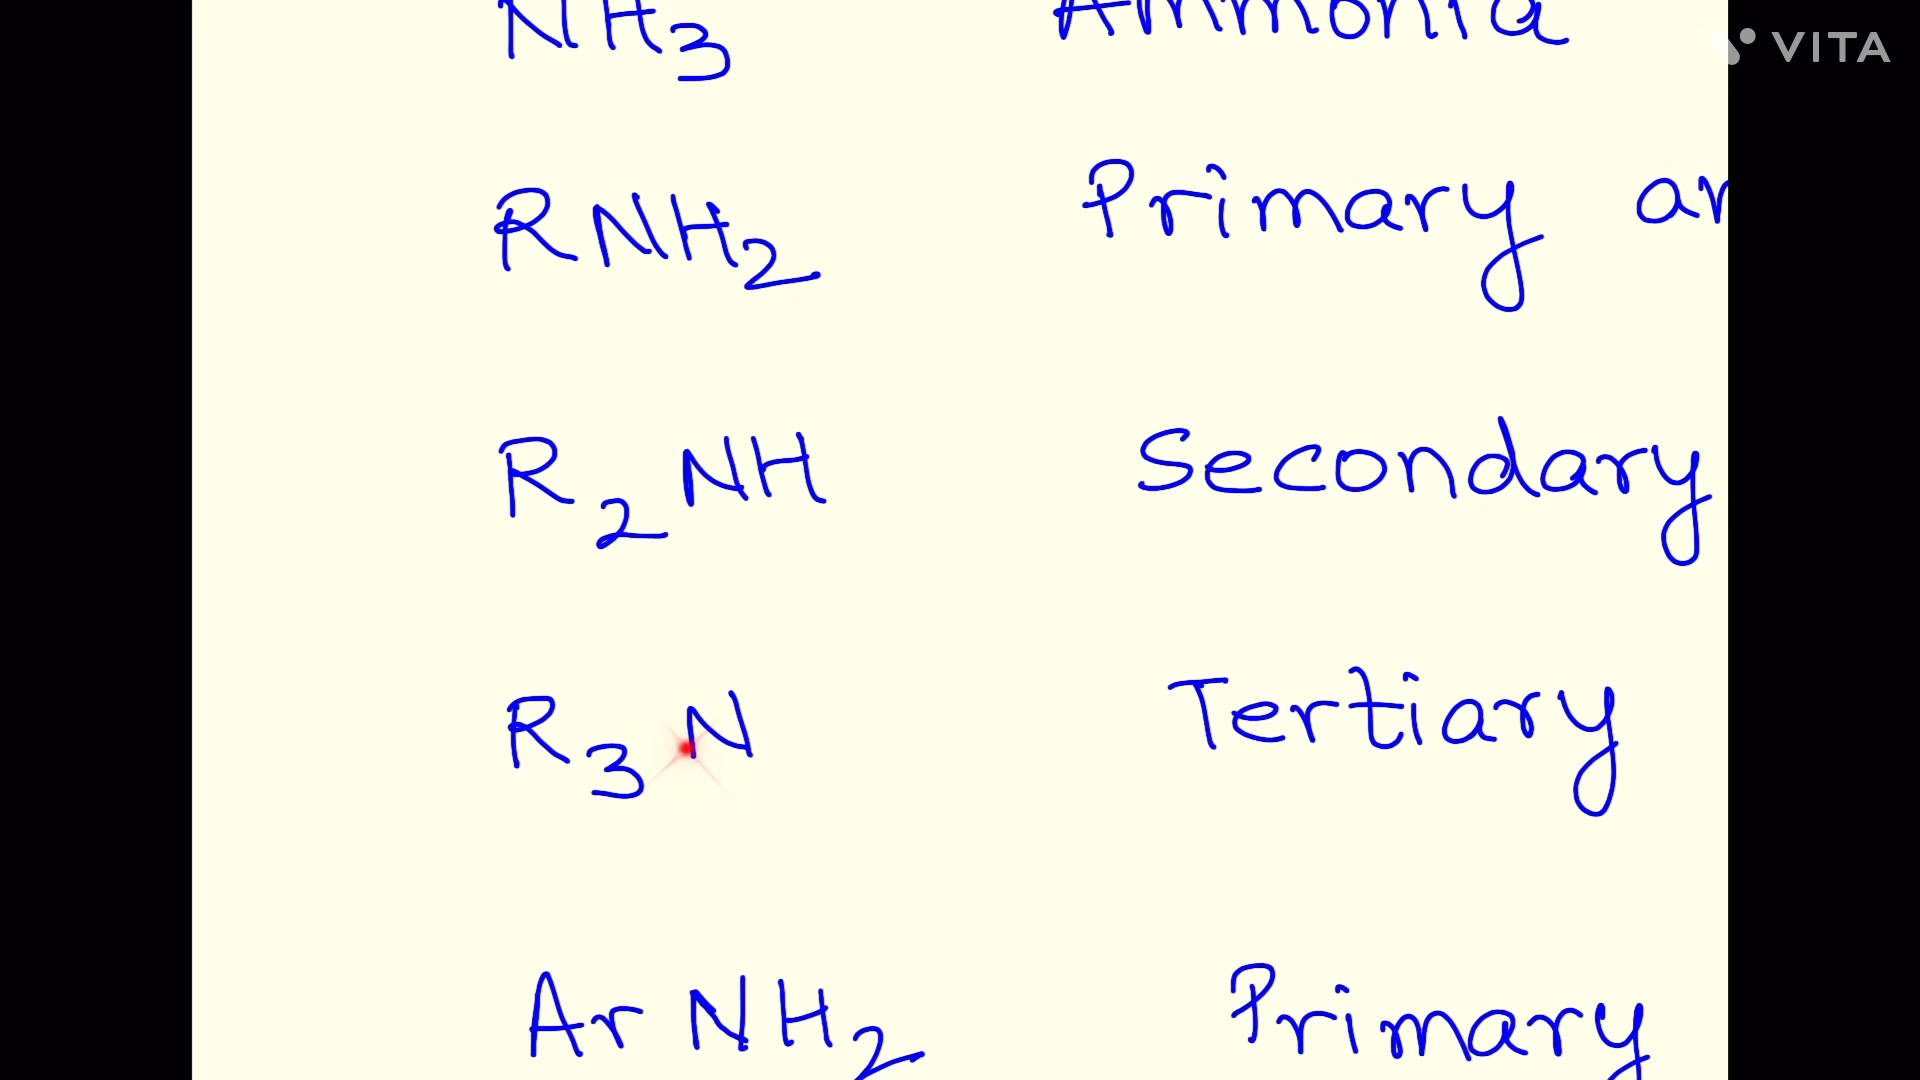 NH3 Ammonia
VITA
RNH2 Primary
R2NH Secondary
R3N Tertiary
ArNH2 Primary